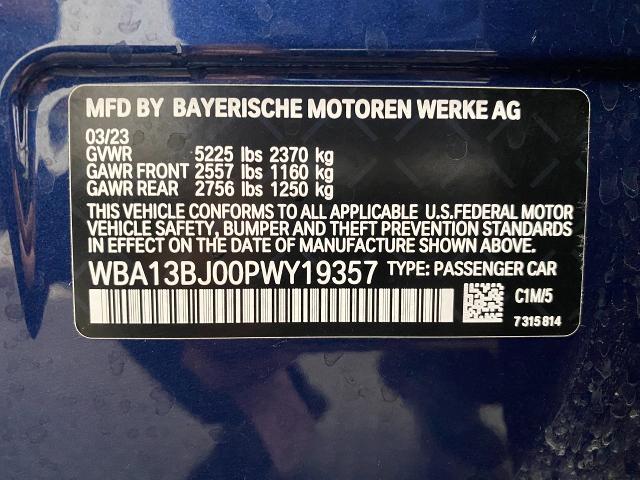 MFD BY BAYERISCHE MOTOREN WERKE AG
03/23
GVWR 5225 lbs 2370 kg
GAWR FRONT 2557 lbs 1160 kg
GAWR REAR 2756 lbs 1250 kg
THIS VEHICLE CONFORMS TO ALL APPLICABLE U.S.FEDERAL MOTOR
VEHICLE SAFETY, BUMPER AND THEFT PREVENTION STANDARDS
IN EFFECT ON THE DATE OF MANUFACTURE SHOWN ABOVE.
WBA13BJ00PWY19357 TYPE: PASSENGER CAR
C1M/5
7315814